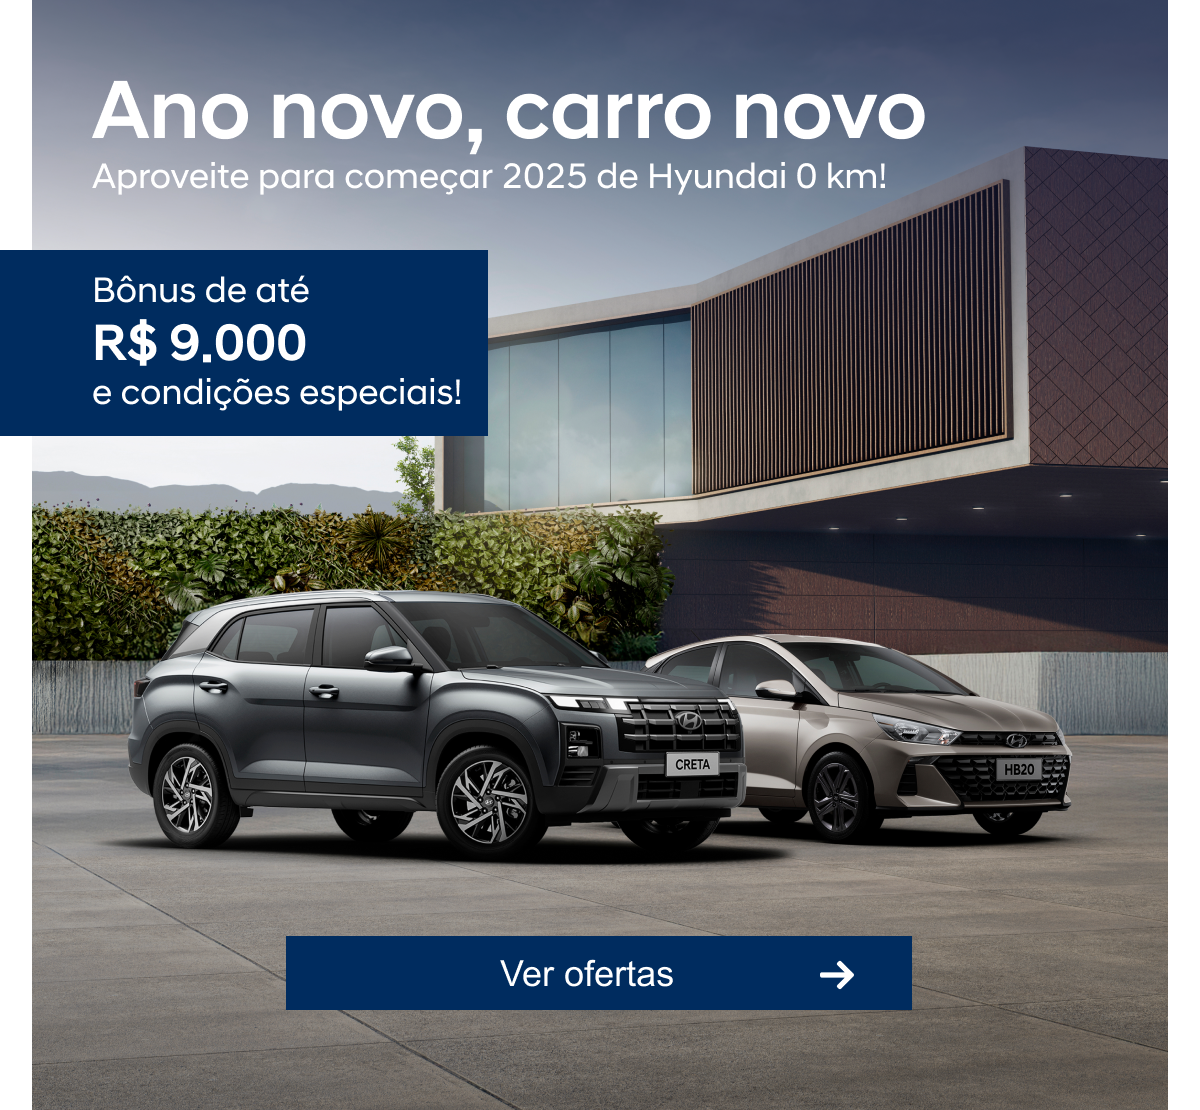 Ano novo, carro novo
Aproveite para começar 2025 de Hyundai 0 km!
Bônus de até
R$ 9.000
e condições especiais!
CRETA
HB20
Ver ofertas